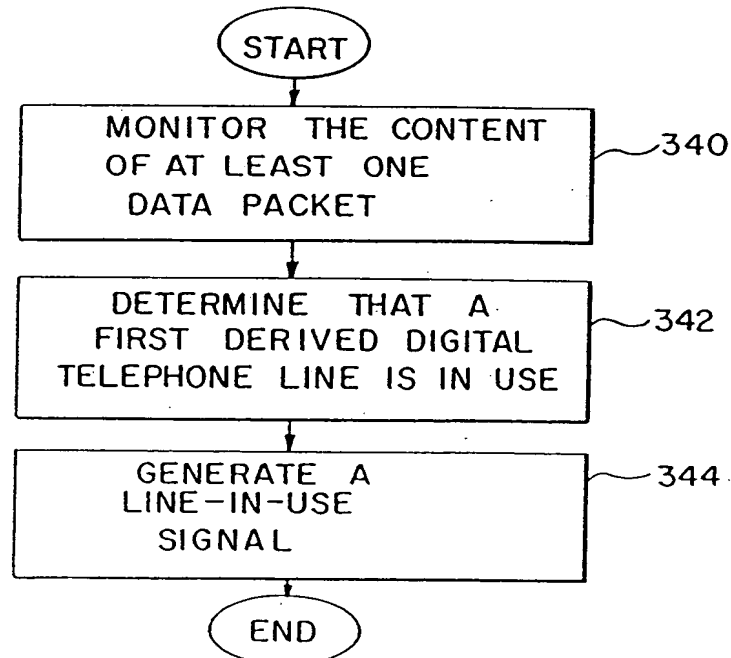 START
MONITOR THE CONTENT
OF AT LEAST ONE
DATA PACKET
340
DETERMINE THAT A
FIRST DERIVED DIGITAL
TELEPHONE LINE IS IN USE
342
GENERATE A
LINE-IN-USE
SIGNAL
344
END